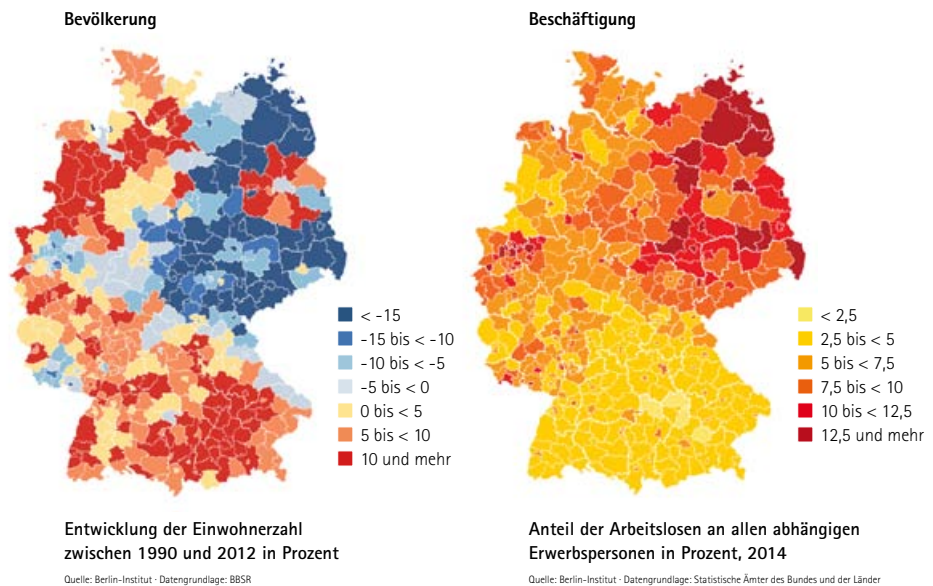 Bevölkerung
< -15
-15 bis < -10
-10 bis < -5
-5 bis < 0
0 bis < 5
5 bis < 10
10 und mehr
Entwicklung der Einwohnerzahl
zwischen 1990 und 2012 in Prozent
Quelle: Berlin-Institut · Datengrundlage: BBSR
Beschäftigung
< 2,5
2,5 bis < 5
5 bis < 7,5
7,5 bis < 10
10 bis < 12,5
12,5 und mehr
Anteil der Arbeitslosen an allen abhängigen
Erwerbspersonen in Prozent, 2014
Quelle: Berlin-Institut · Datengrundlage: Statistische Ämter des Bundes und der Länder